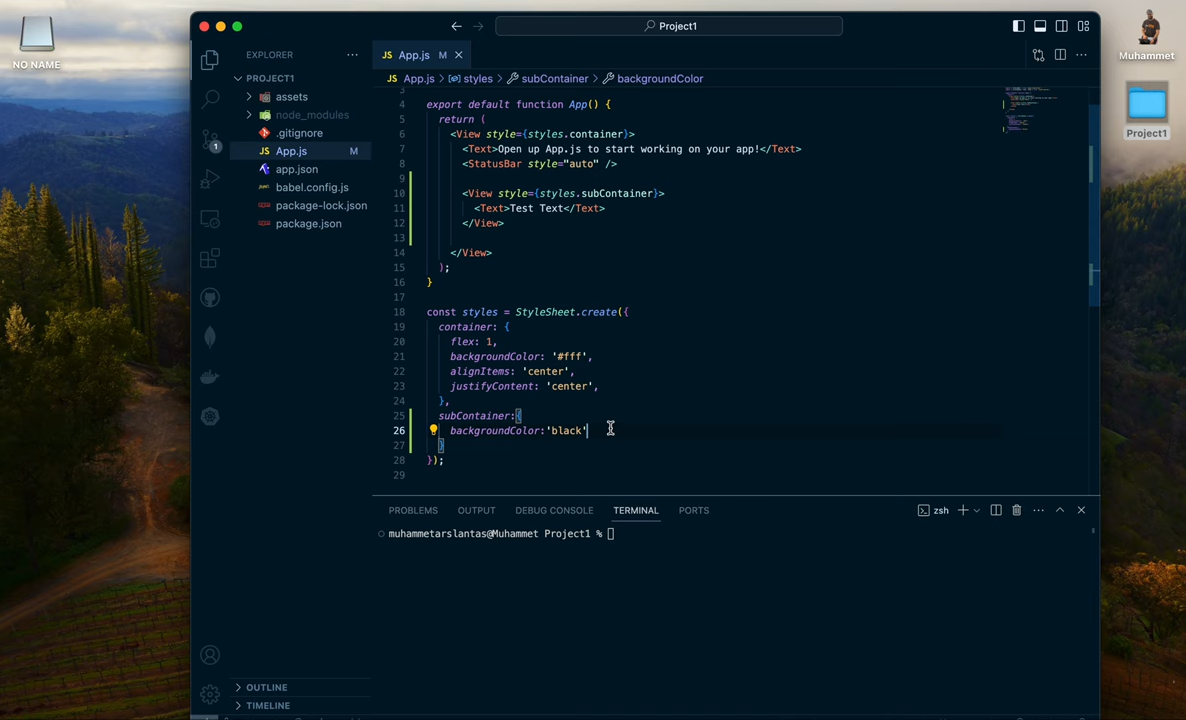 NO NAME
Project1
Muhammet
Project1
EXPLORER
PROJECT1
assets
node_modules
.gitignore
JS App.js M
app.json
babel.config.js
package-lock.json
package.json
1
OUTLINE
TIMELINE
JS App.js M
JS App.js > styles > subContainer > backgroundColor
3
4 export default function App() {
5 return (
6 <View style={styles.container}>
7 <Text>Open up App.js to start working on your app!</Text>
8 <StatusBar style="auto" />
9
10 <View style={styles.subContainer}>
11 <Text>Test Text</Text>
12 </View>
13
14 </View>
15 );
16 }
17
18 const styles = StyleSheet.create({
19 container: {
20 flex: 1,
21 backgroundColor: '#fff',
22 alignItems: 'center',
23 justifyContent: 'center',
24 },
25 subContainer:{
26 backgroundColor:'black'
27 }
28 });
29
PROBLEMS OUTPUT DEBUG CONSOLE TERMINAL PORTS zsh
muhammetarslantas@Muhammet Project1 %